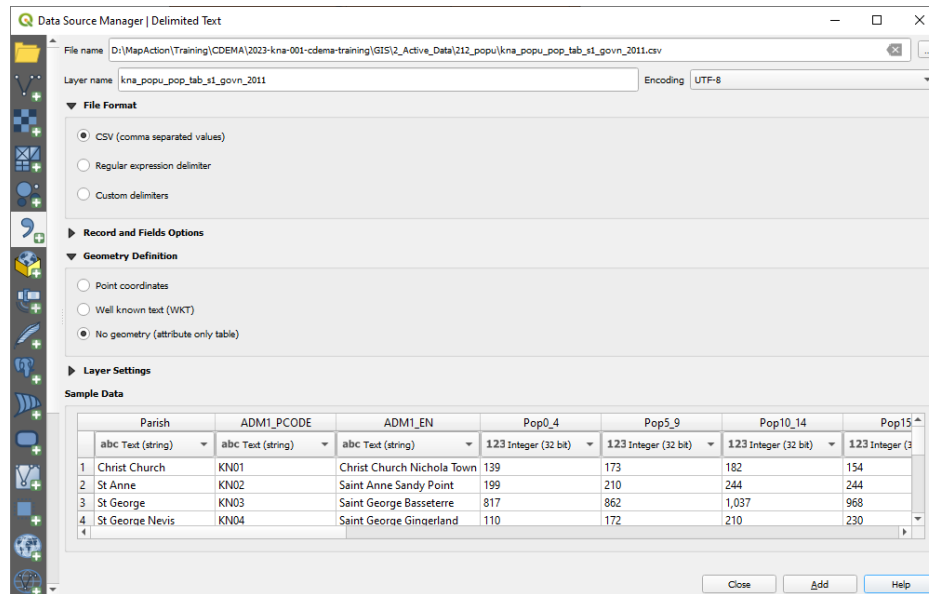 Data Source Manager | Delimited Text
File name D:\MapAction\Training\CDEMA\2023-kna-001-cdema-training\GIS\2_Active_Data\212_popu\kna_popu_pop_tab_s1_govn_2011.csv ...
Layer name kna_popu_pop_tab_s1_govn_2011 Encoding UTF-8
File Format
CSV (comma separated values)
Regular expression delimiter
Custom delimiters
Record and Fields Options
Geometry Definition
Point coordinates
Well known text (WKT)
No geometry (attribute only table)
Layer Settings
Sample Data
Parish ADM1_PCODE ADM1_EN Pop0_4 Pop5_9 Pop10_14 Pop15
abc Text (string) abc Text (string) abc Text (string) 123 Integer (32 bit) 123 Integer (32 bit) 123 Integer (32 bit) 123 Integer (3
1 Christ Church KN01 Christ Church Nichola Town 139 173 182 154
2 St Anne KN02 Saint Anne Sandy Point 199 210 244 244
3 St George KN03 Saint George Basseterre 817 862 1,037 968
4 St George Nevis KN04 Saint George Gingerland 110 172 210 230
Close Add Help